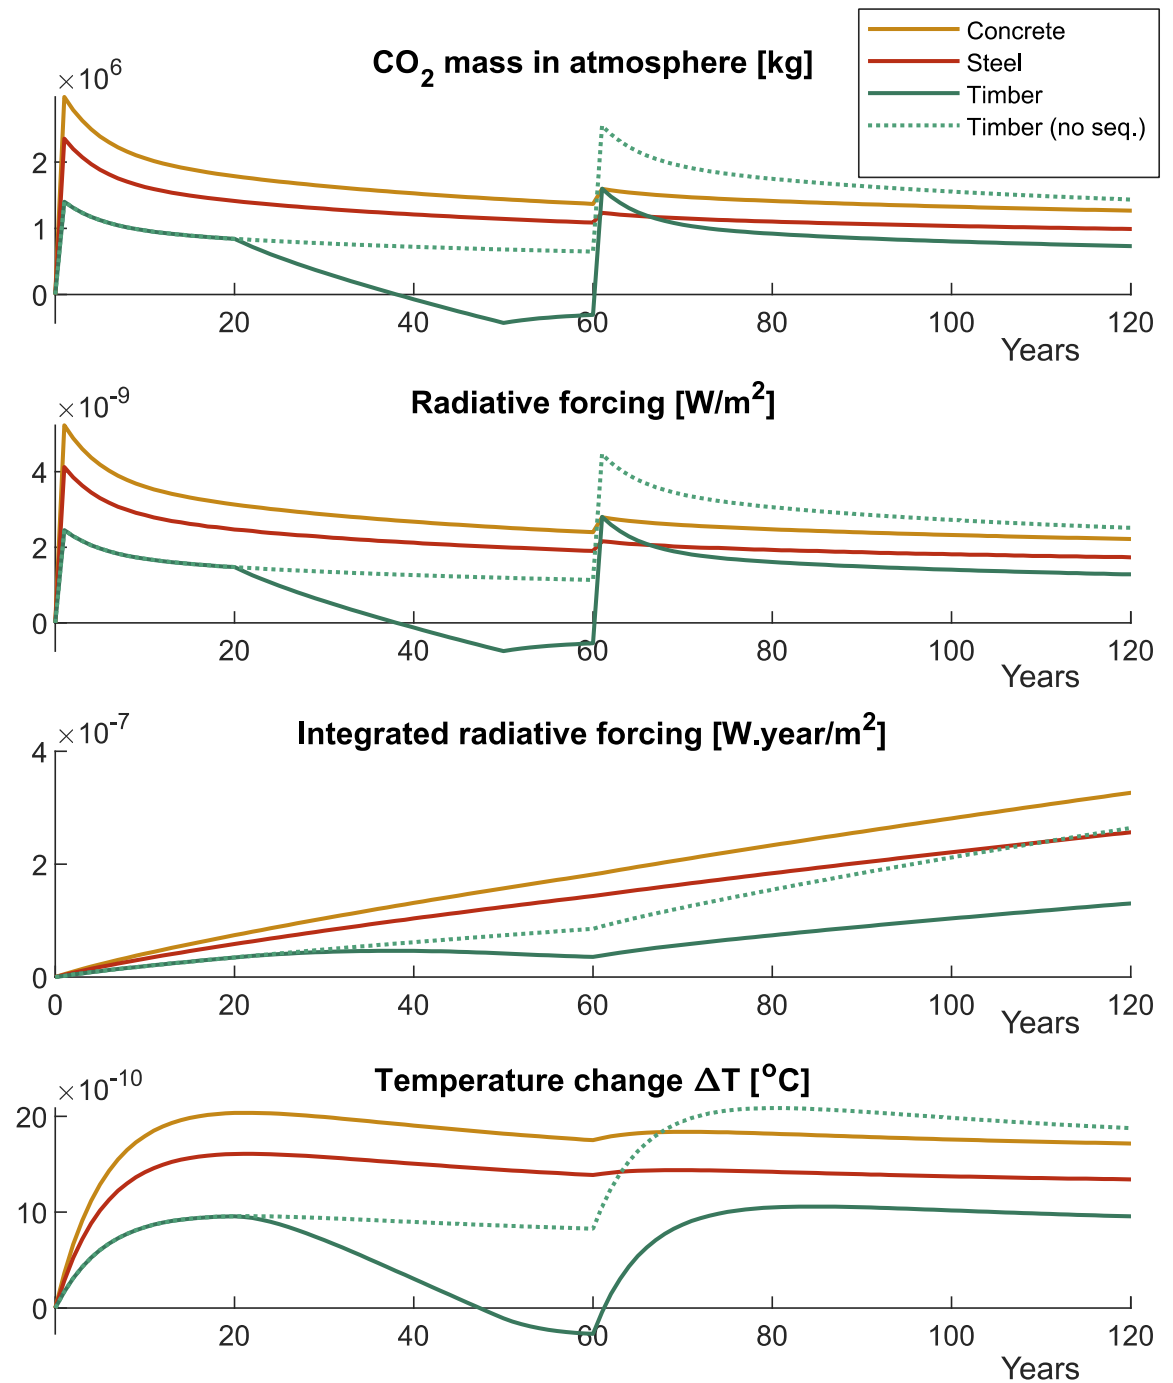 Concrete
Steel
Timber
Timber (no seq.)
CO2 mass in atmosphere [kg]
×10^6
2
1
0
20 40 60 80 100 120
Years
Radiative forcing [W/m^2]
×10^-9
4
2
0
20 40 60 80 100 120
Years
Integrated radiative forcing [W.year/m^2]
×10^-7
4
2
0
0 20 40 60 80 100 120
Years
Temperature change ΔT [°C]
×10^-10
20
10
0
20 40 60 80 100 120
Years